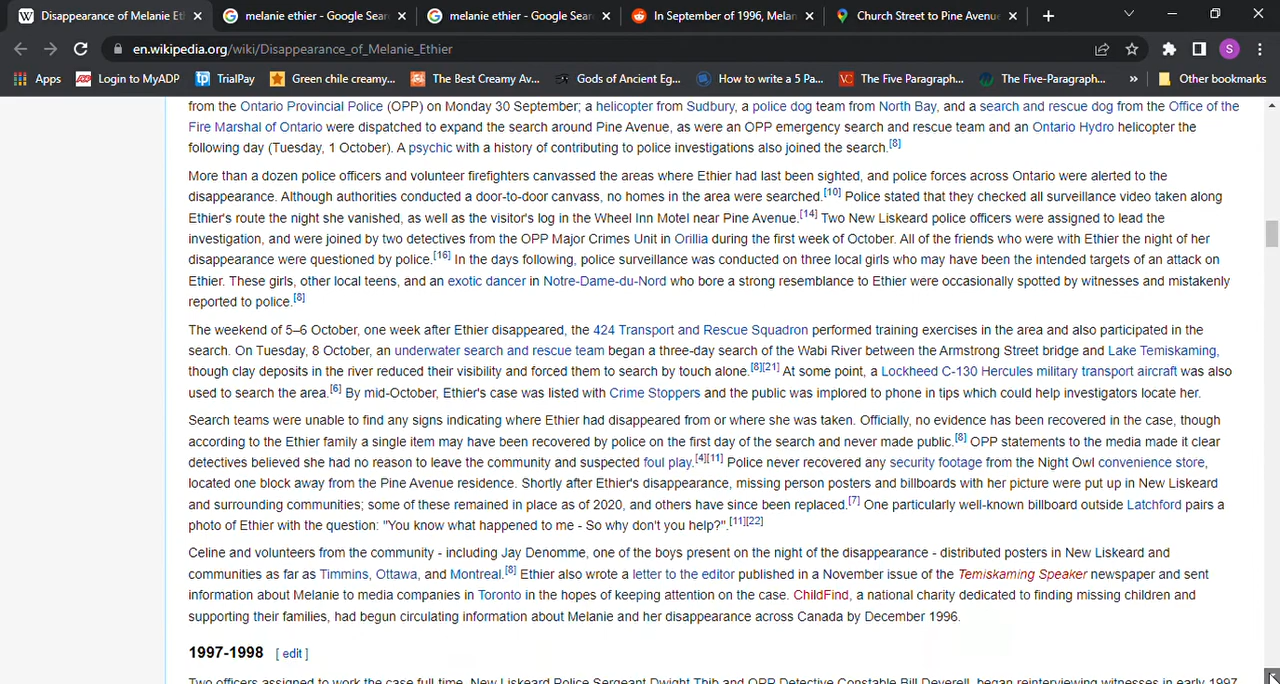 Disappearance of Melanie Et
melanie ethier - Google Sear
melanie ethier - Google Sear
In September of 1996, Melan
Church Street to Pine Avenue
en.wikipedia.org/wiki/Disappearance_of_Melanie_Ethier
S
Apps
Login to MyADP
tp TrialPay
Green chile creamy...
The Best Creamy Av...
Gods of Ancient Eg...
How to write a 5 Pa...
VC The Five Paragraph...
The Five-Paragraph...
» Other bookmarks
from the Ontario Provincial Police (OPP) on Monday 30 September; a helicopter from Sudbury, a police dog team from North Bay, and a search and rescue dog from the Office of the
Fire Marshal of Ontario were dispatched to expand the search around Pine Avenue, as were an OPP emergency search and rescue team and an Ontario Hydro helicopter the
following day (Tuesday, 1 October). A psychic with a history of contributing to police investigations also joined the search.[8]
More than a dozen police officers and volunteer firefighters canvassed the areas where Ethier had last been sighted, and police forces across Ontario were alerted to the
disappearance. Although authorities conducted a door-to-door canvass, no homes in the area were searched.[10] Police stated that they checked all surveillance video taken along
Ethier's route the night she vanished, as well as the visitor's log in the Wheel Inn Motel near Pine Avenue.[14] Two New Liskeard police officers were assigned to lead the
investigation, and were joined by two detectives from the OPP Major Crimes Unit in Orillia during the first week of October. All of the friends who were with Ethier the night of her
disappearance were questioned by police.[16] In the days following, police surveillance was conducted on three local girls who may have been the intended targets of an attack on
Ethier. These girls, other local teens, and an exotic dancer in Notre-Dame-du-Nord who bore a strong resemblance to Ethier were occasionally spotted by witnesses and mistakenly
reported to police.[8]
The weekend of 5–6 October, one week after Ethier disappeared, the 424 Transport and Rescue Squadron performed training exercises in the area and also participated in the
search. On Tuesday, 8 October, an underwater search and rescue team began a three-day search of the Wabi River between the Armstrong Street bridge and Lake Temiskaming,
though clay deposits in the river reduced their visibility and forced them to search by touch alone.[8][21] At some point, a Lockheed C-130 Hercules military transport aircraft was also
used to search the area.[6] By mid-October, Ethier's case was listed with Crime Stoppers and the public was implored to phone in tips which could help investigators locate her.
Search teams were unable to find any signs indicating where Ethier had disappeared from or where she was taken. Officially, no evidence has been recovered in the case, though
according to the Ethier family a single item may have been recovered by police on the first day of the search and never made public.[8] OPP statements to the media made it clear
detectives believed she had no reason to leave the community and suspected foul play.[4][11] Police never recovered any security footage from the Night Owl convenience store,
located one block away from the Pine Avenue residence. Shortly after Ethier's disappearance, missing person posters and billboards with her picture were put up in New Liskeard
and surrounding communities; some of these remained in place as of 2020, and others have since been replaced.[7] One particularly well-known billboard outside Latchford pairs a
photo of Ethier with the question: "You know what happened to me - So why don't you help?".[11][22]
Celine and volunteers from the community - including Jay Denomme, one of the boys present on the night of the disappearance - distributed posters in New Liskeard and
communities as far as Timmins, Ottawa, and Montreal.[8] Ethier also wrote a letter to the editor published in a November issue of the Temiskaming Speaker newspaper and sent
information about Melanie to media companies in Toronto in the hopes of keeping attention on the case. ChildFind, a national charity dedicated to finding missing children and
supporting their families, had begun circulating information about Melanie and her disappearance across Canada by December 1996.
1997-1998 [ edit ]
Two officers assigned to work the case full time, New Liskeard Police Sergeant Dwight Thib and OPP Detective Constable Bill Deverell, began reinterviewing witnesses in early 1997